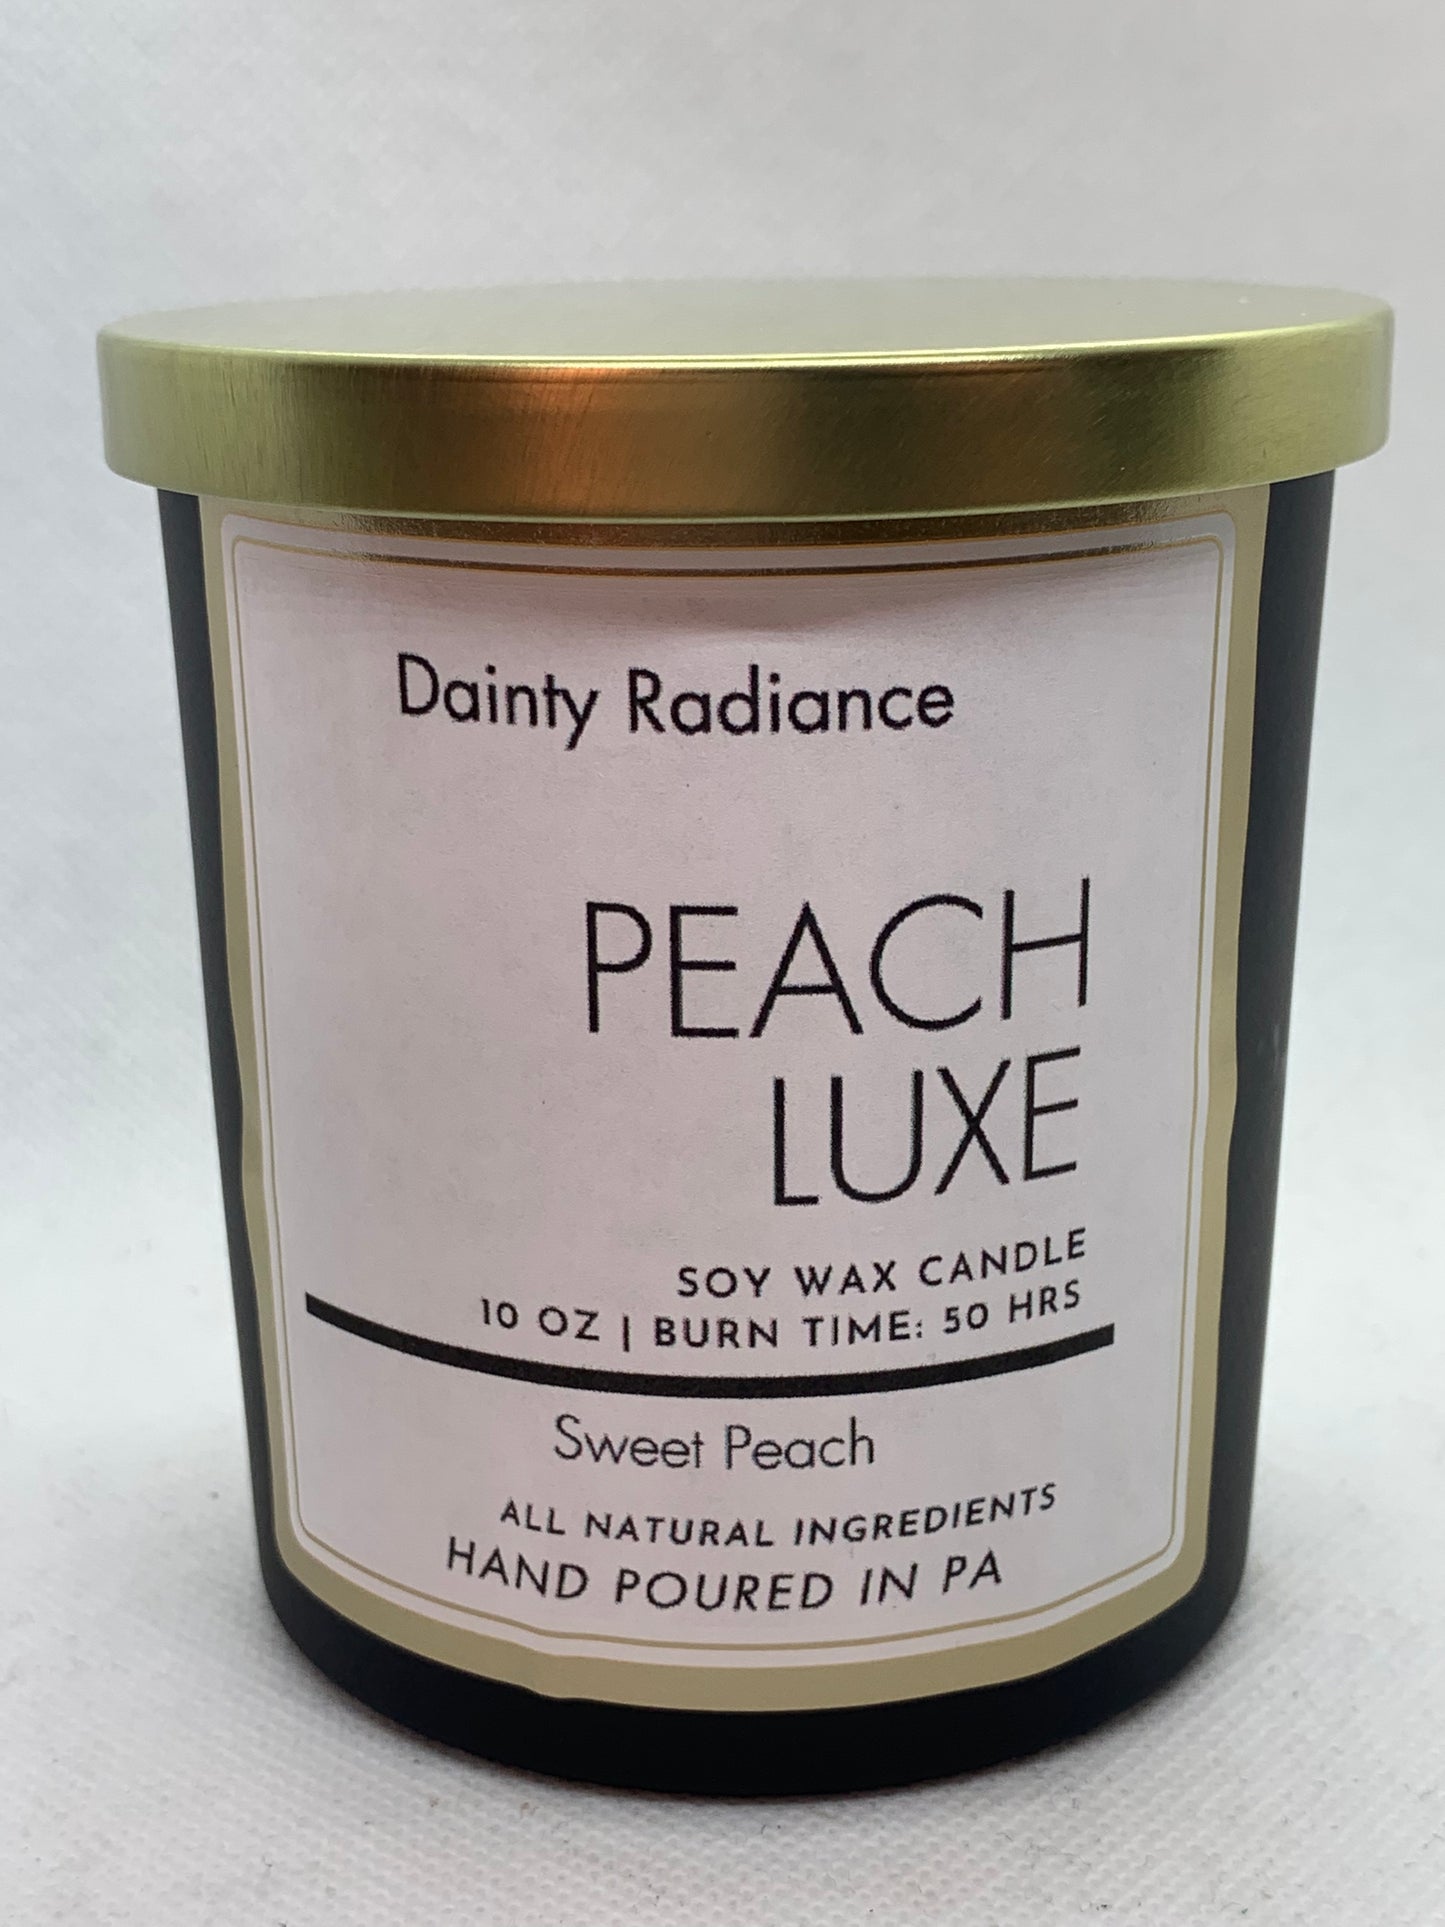 Dainty Radiance
PEACH
LUXE
SOY WAX CANDLE
10 OZ | BURN TIME: 50 HRS
Sweet Peach
ALL NATURAL INGREDIENTS
HAND POURED IN PA